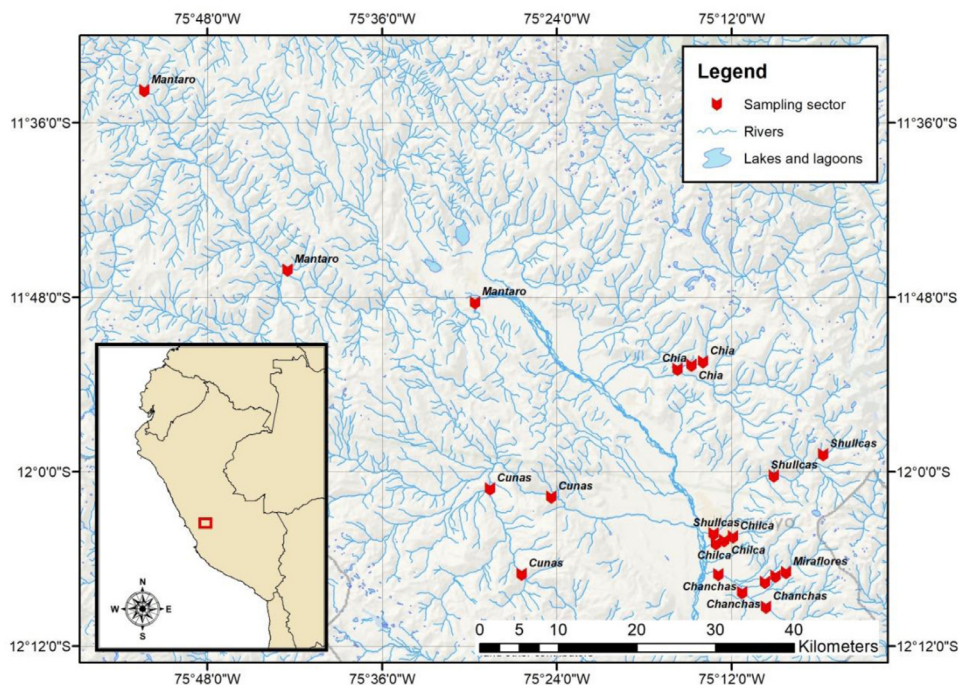 75°48'0"W 75°36'0"W 75°24'0"W 75°12'0"W
Legend
Sampling sector
Rivers
Lakes and lagoons
Mantaro
11°36'0"S 11°36'0"S
Mantaro
11°48'0"S 11°48'0"S
Mantaro
Chia
Chia
Chia
Shullcas
Shullcas
12°0'0"S 12°0'0"S
Cunas
Cunas
Shullcas
Chilca
Chilca
Chilca
Cunas
Miraflores
Chanchas
Chanchas
Chanchas
N
W E
S
0 5 10 20 30 40
Kilometers
12°12'0"S 12°12'0"S
75°48'0"W 75°36'0"W 75°24'0"W 75°12'0"W